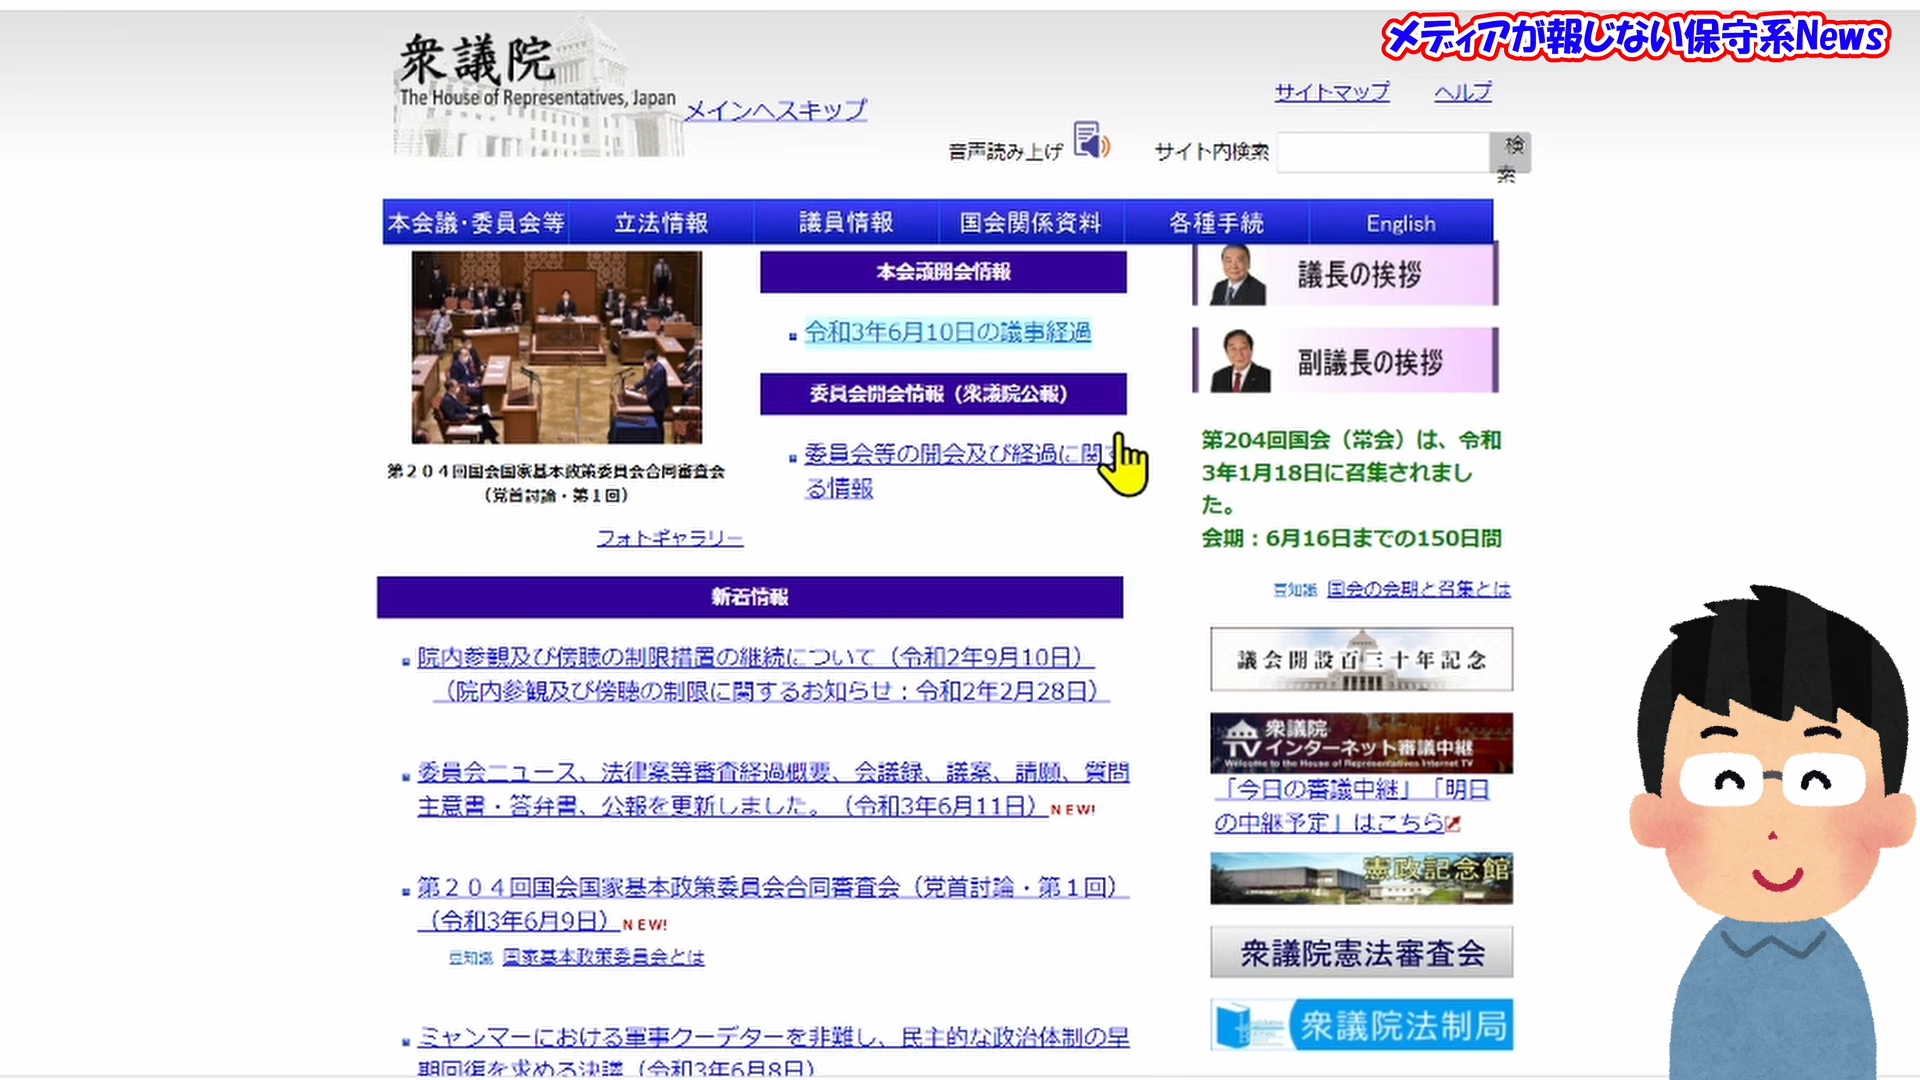 メディアが報じない保守系News
衆議院
The House of Representatives, Japan
メインへスキップ
サイトマップ
ヘルプ
音声読み上げ
サイト内検索
検
索
本会議・委員会等
立法情報
議員情報
国会関係資料
各種手続
English
本会議開会情報
令和3年6月10日の議事経過
委員会開会情報（衆議院公報）
委員会等の開会及び経過に関す
る情報
第２０４回国会国家基本政策委員会合同審査会
（党首討論・第１回）
フォトギャラリー
議長の挨拶
副議長の挨拶
第204回国会（常会）は、令和
3年1月18日に召集されまし
た。
会期：6月16日までの150日間
豆知識 国会の会期と召集とは
新着情報
院内参観及び傍聴の制限措置の継続について（令和2年9月10日）
（院内参観及び傍聴の制限に関するお知らせ：令和2年2月28日）
委員会ニュース、法律案等審査経過概要、会議録、議案、請願、質問
主意書・答弁書、公報を更新しました。（令和3年6月11日） NEW!
第２０４回国会国家基本政策委員会合同審査会（党首討論・第１回）
（令和3年6月9日） NEW!
豆知識 国家基本政策委員会とは
ミャンマーにおける軍事クーデターを非難し、民主的な政治体制の早
期回復を求める決議（令和3年6月8日）
議会開設百三十年記念
衆議院
TV インターネット審議中継
Welcome to the House of Representatives Internet TV
「今日の審議中継」「明日
の中継予定」はこちら
憲政記念館
衆議院憲法審査会
衆議院法制局